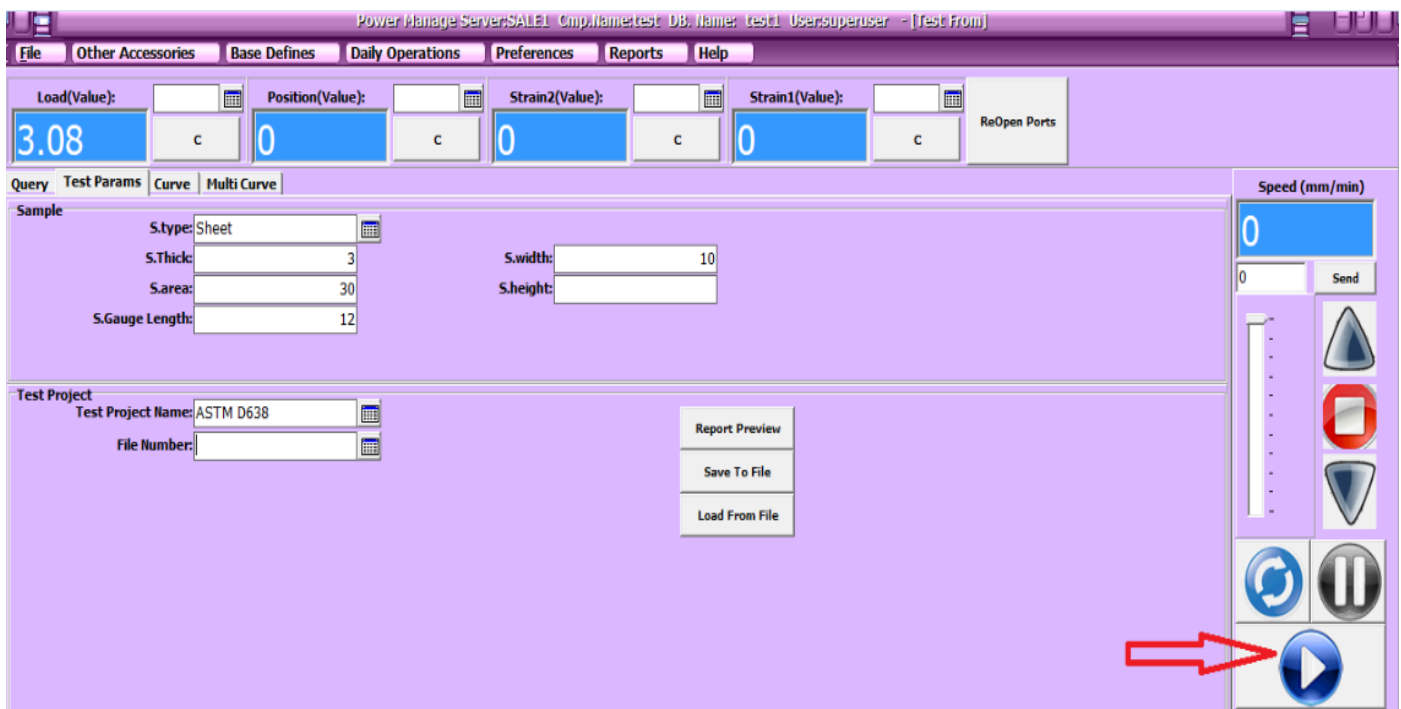 Power Manage Server:SALE1 Cmp.Name:test DB. Name: test1 User:superuser - [Test From]
File Other Accessories Base Defines Daily Operations Preferences Reports Help
Load(Value): Position(Value): Strain2(Value): Strain1(Value):
3.08 C 0 C 0 C 0 C ReOpen Ports
Query Test Params Curve Multi Curve Speed (mm/min)
Sample
S.type: Sheet 0
S.Thick: 3 S.width: 10
S.area: 30 S.height: 0 Send
S.Gauge Length: 12
Test Project
Test Project Name: ASTM D638
File Number:
Report Preview
Save To File
Load From File